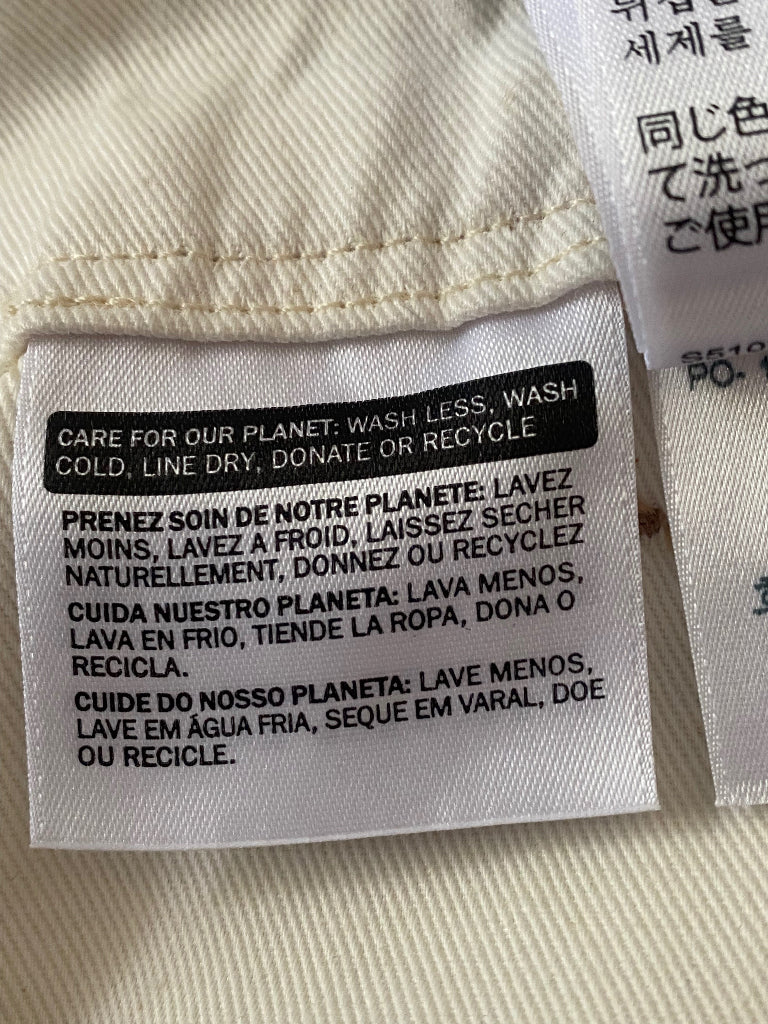 세제를
同じ色
て洗つ
ご使用
PO.
CARE FOR OUR PLANET: WASH LESS, WASH
COLD, LINE DRY, DONATE OR RECYCLE
PRENEZ SOIN DE NOTRE PLANETE: LAVEZ
MOINS, LAVEZ A FROID, LAISSEZ SECHER
NATURELLEMENT, DONNEZ OU RECYCLEZ
CUIDA NUESTRO PLANETA: LAVA MENOS,
LAVA EN FRIO, TIENDE LA ROPA, DONA O
RECICLA.
CUIDE DO NOSSO PLANETA: LAVE MENOS,
LAVE EM ÁGUA FRIA, SEQUE EM VARAL, DOE
OU RECICLE.